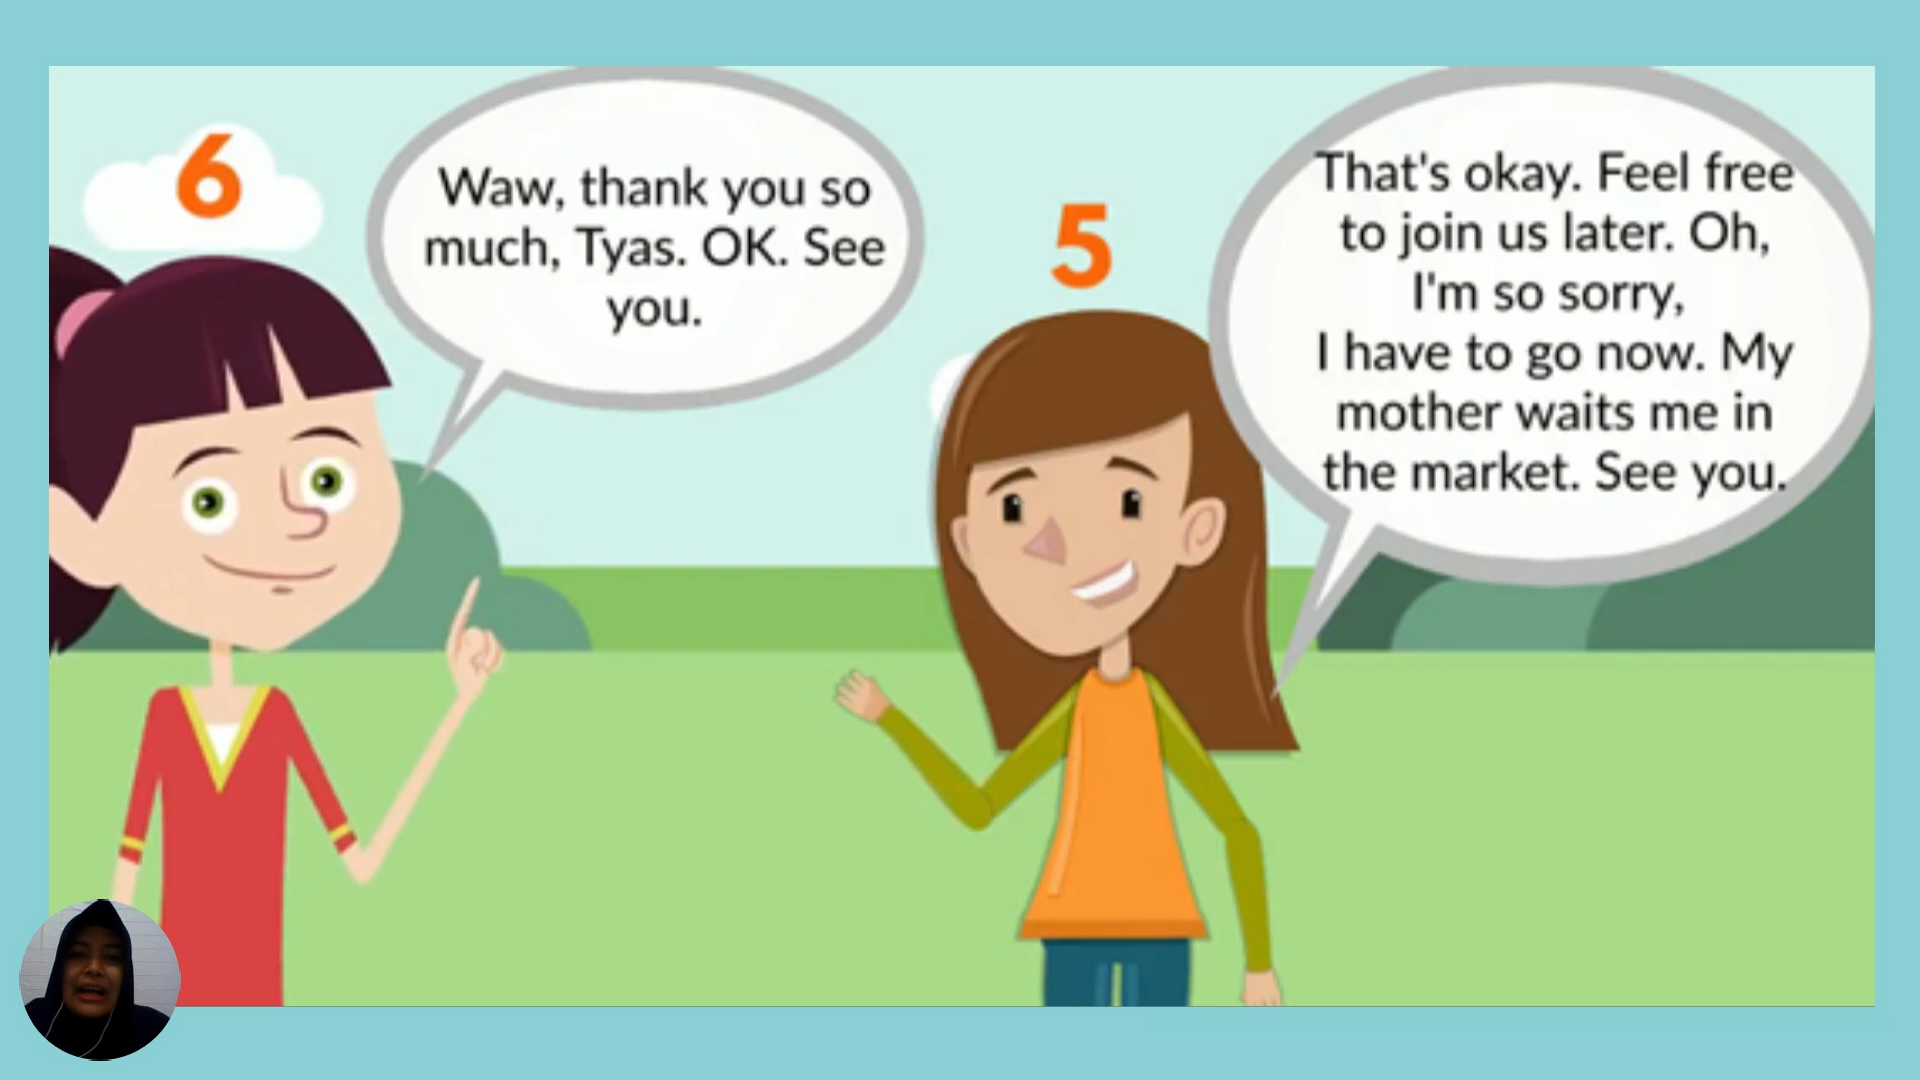 6
Waw, thank you so
much, Tyas. OK. See
you.
5
That's okay. Feel free
to join us later. Oh,
I'm so sorry,
I have to go now. My
mother waits me in
the market. See you.